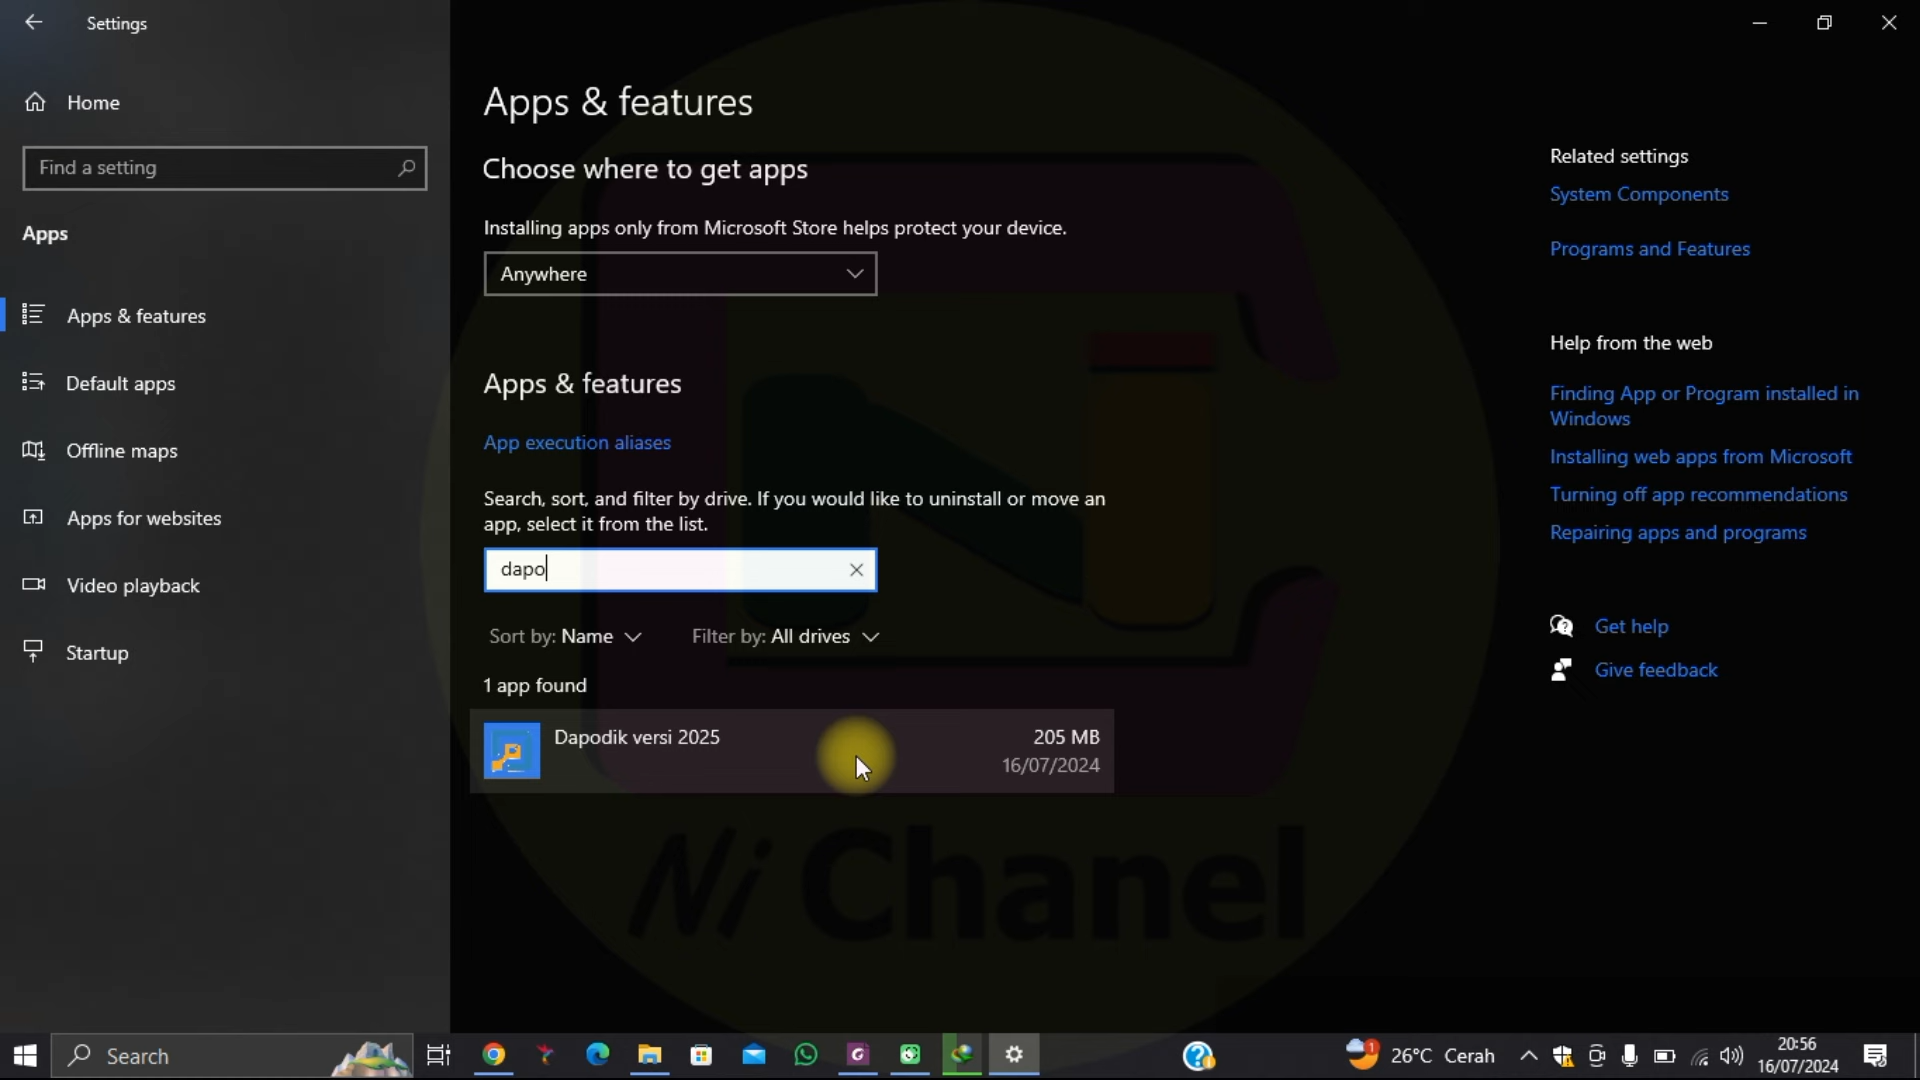 Settings
Home
Find a setting
Apps
Apps & features
Default apps
Offline maps
Apps for websites
Video playback
Startup
Apps & features
Choose where to get apps
Installing apps only from Microsoft Store helps protect your device.
Anywhere
Apps & features
App execution aliases
Search, sort, and filter by drive. If you would like to uninstall or move an
app, select it from the list.
dapo
Sort by: Name
Filter by: All drives
1 app found
Dapodik versi 2025
205 MB
16/07/2024
Related settings
System Components
Programs and Features
Help from the web
Finding App or Program installed in
Windows
Installing web apps from Microsoft
Turning off app recommendations
Repairing apps and programs
Get help
Give feedback
Ni Chanel
Search
1
26°C Cerah
20:56
16/07/2024